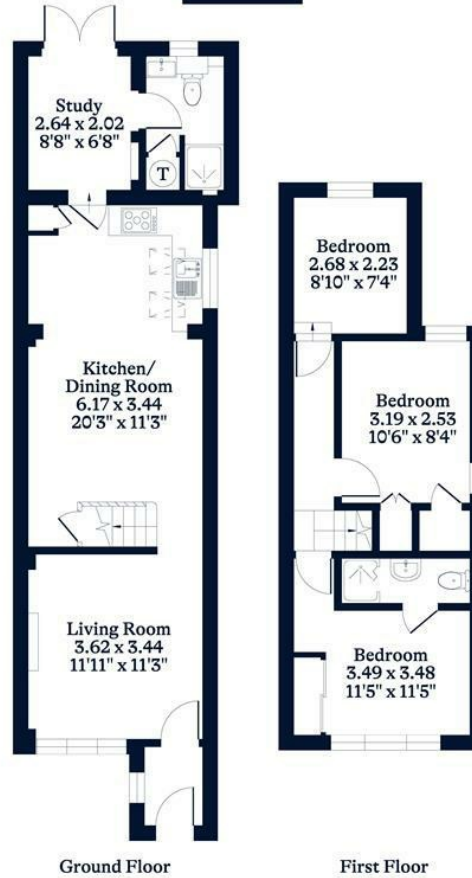 Study
2.64 x 2.02
8'8" x 6'8"
T
Kitchen/
Dining Room
6.17 x 3.44
20'3" x 11'3"
Living Room
3.62 x 3.44
11'11" x 11'3"
Ground Floor
Bedroom
2.68 x 2.23
8'10" x 7'4"
Bedroom
3.19 x 2.53
10'6" x 8'4"
Bedroom
3.49 x 3.48
11'5" x 11'5"
First Floor